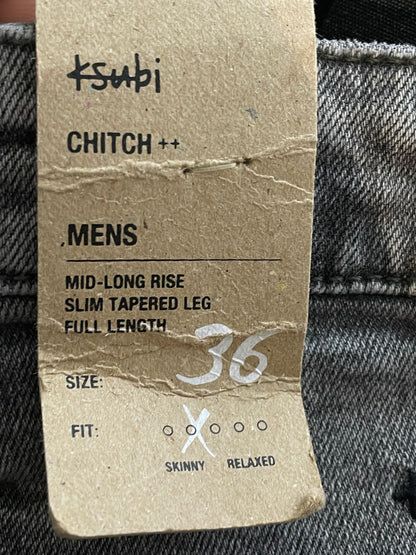 ksubi
CHITCH ++
MENS
MID-LONG RISE
SLIM TAPERED LEG
FULL LENGTH
SIZE: 36
FIT: X
SKINNY RELAXED